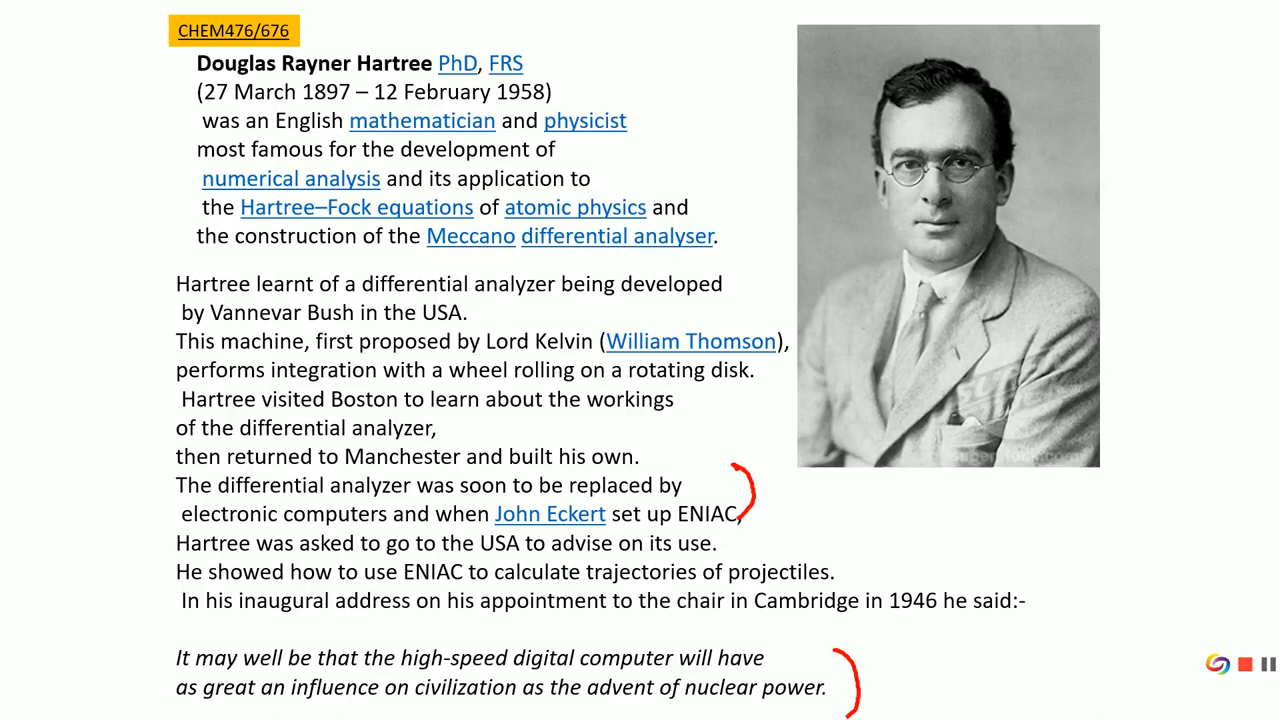 CHEM476/676
Douglas Rayner Hartree PhD, FRS
(27 March 1897 – 12 February 1958)
was an English mathematician and physicist
most famous for the development of
numerical analysis and its application to
the Hartree–Fock equations of atomic physics and
the construction of the Meccano differential analyser.
Hartree learnt of a differential analyzer being developed
by Vannevar Bush in the USA.
This machine, first proposed by Lord Kelvin (William Thomson),
performs integration with a wheel rolling on a rotating disk.
Hartree visited Boston to learn about the workings
of the differential analyzer,
then returned to Manchester and built his own.
The differential analyzer was soon to be replaced by
electronic computers and when John Eckert set up ENIAC,
Hartree was asked to go to the USA to advise on its use.
He showed how to use ENIAC to calculate trajectories of projectiles.
In his inaugural address on his appointment to the chair in Cambridge in 1946 he said:-
It may well be that the high-speed digital computer will have
as great an influence on civilization as the advent of nuclear power.